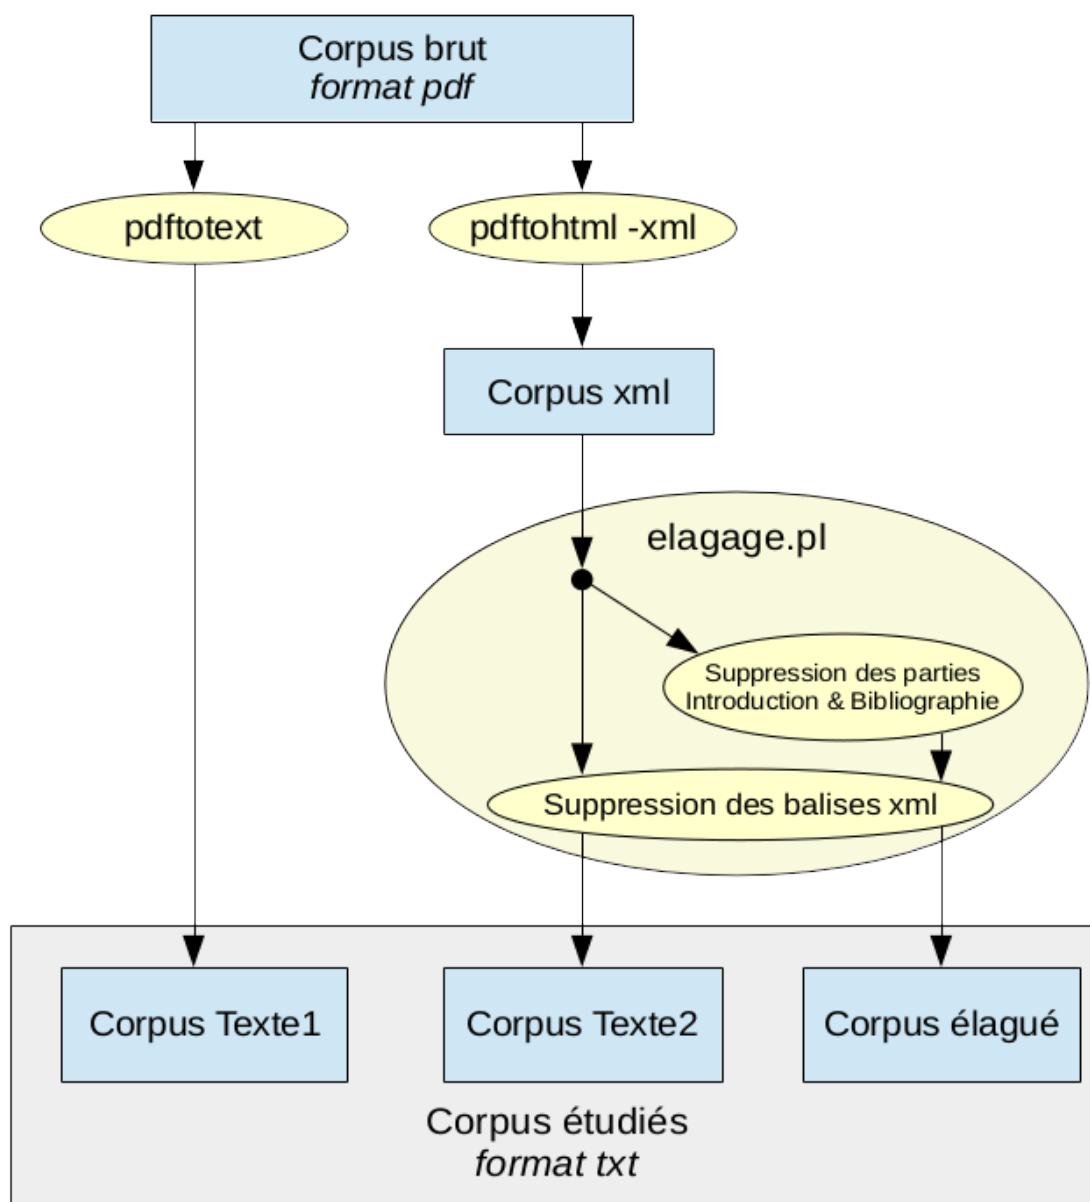 Corpus brut
format pdf
pdftotext
pdftohtml -xml
Corpus xml
elagage.pl
Suppression des parties
Introduction & Bibliographie
Suppression des balises xml
Corpus Texte1
Corpus Texte2
Corpus élagué
Corpus étudiés
format txt